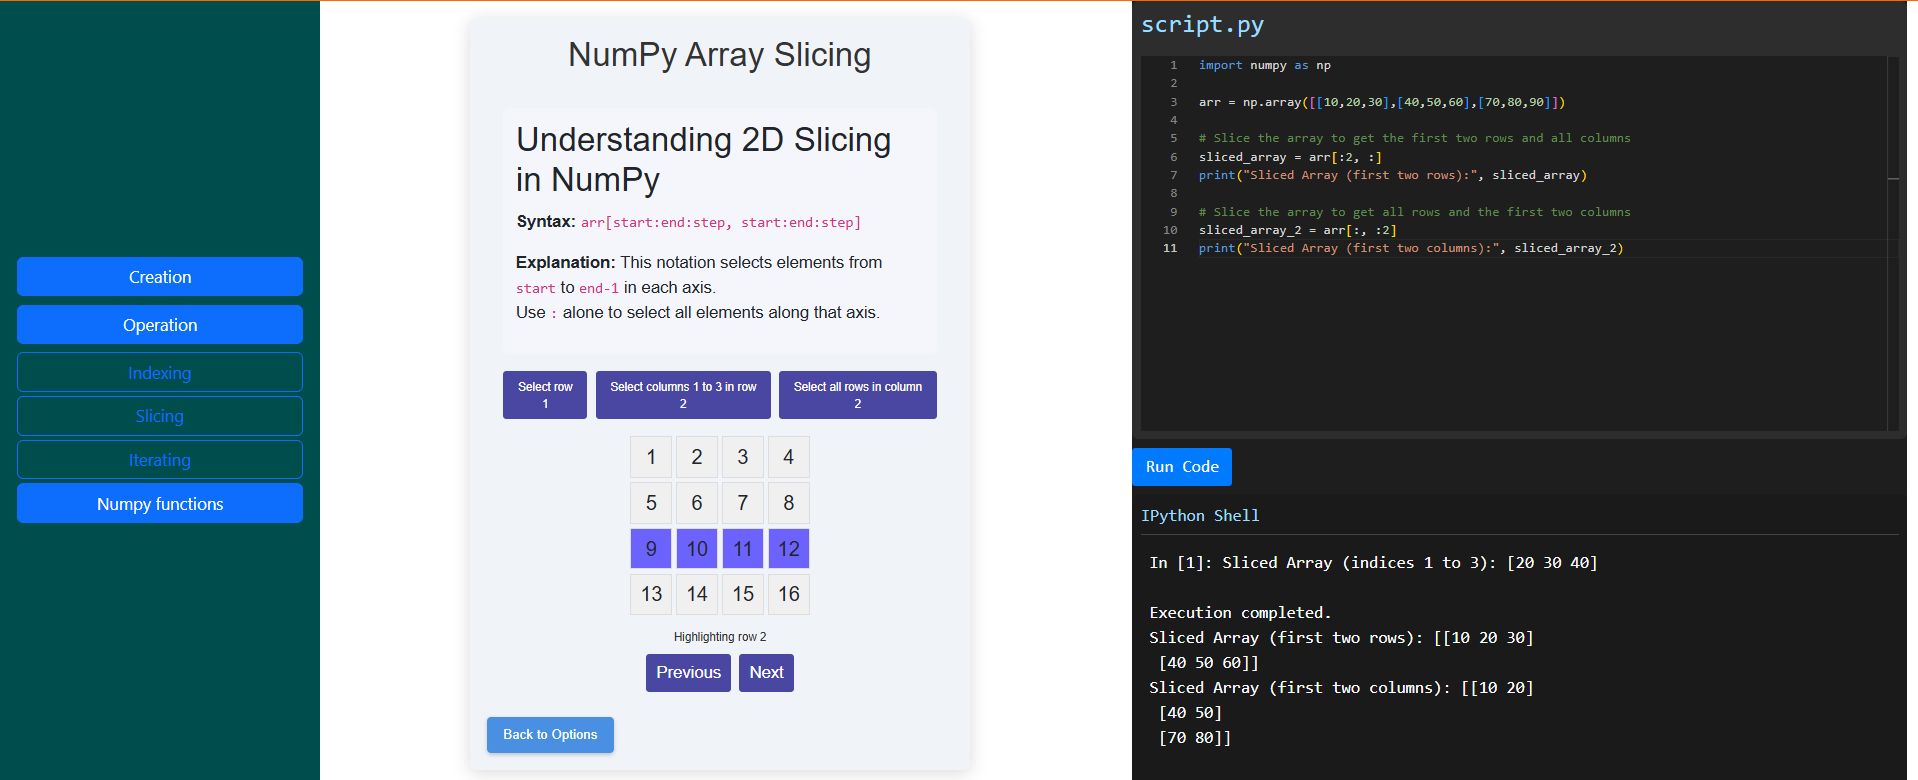 Creation
Operation
Indexing
Slicing
Iterating
Numpy functions
NumPy Array Slicing
Understanding 2D Slicing
in NumPy
Syntax: arr[start:end:step, start:end:step]
Explanation: This notation selects elements from
start to end-1 in each axis.
Use : alone to select all elements along that axis.
Select row
1
Select columns 1 to 3 in row
2
Select all rows in column
2
1 2 3 4
5 6 7 8
9 10 11 12
13 14 15 16
Highlighting row 2
Previous Next
Back to Options
script.py
1 import numpy as np
2
3 arr = np.array([[10,20,30],[40,50,60],[70,80,90]])
4
5 # Slice the array to get the first two rows and all columns
6 sliced_array = arr[:2, :]
7 print("Sliced Array (first two rows):", sliced_array)
8
9 # Slice the array to get all rows and the first two columns
10 sliced_array_2 = arr[:, :2]
11 print("Sliced Array (first two columns):", sliced_array_2)
Run Code
IPython Shell
In [1]: Sliced Array (indices 1 to 3): [20 30 40]
Execution completed.
Sliced Array (first two rows): [[10 20 30]
[40 50 60]]
Sliced Array (first two columns): [[10 20]
[40 50]
[70 80]]